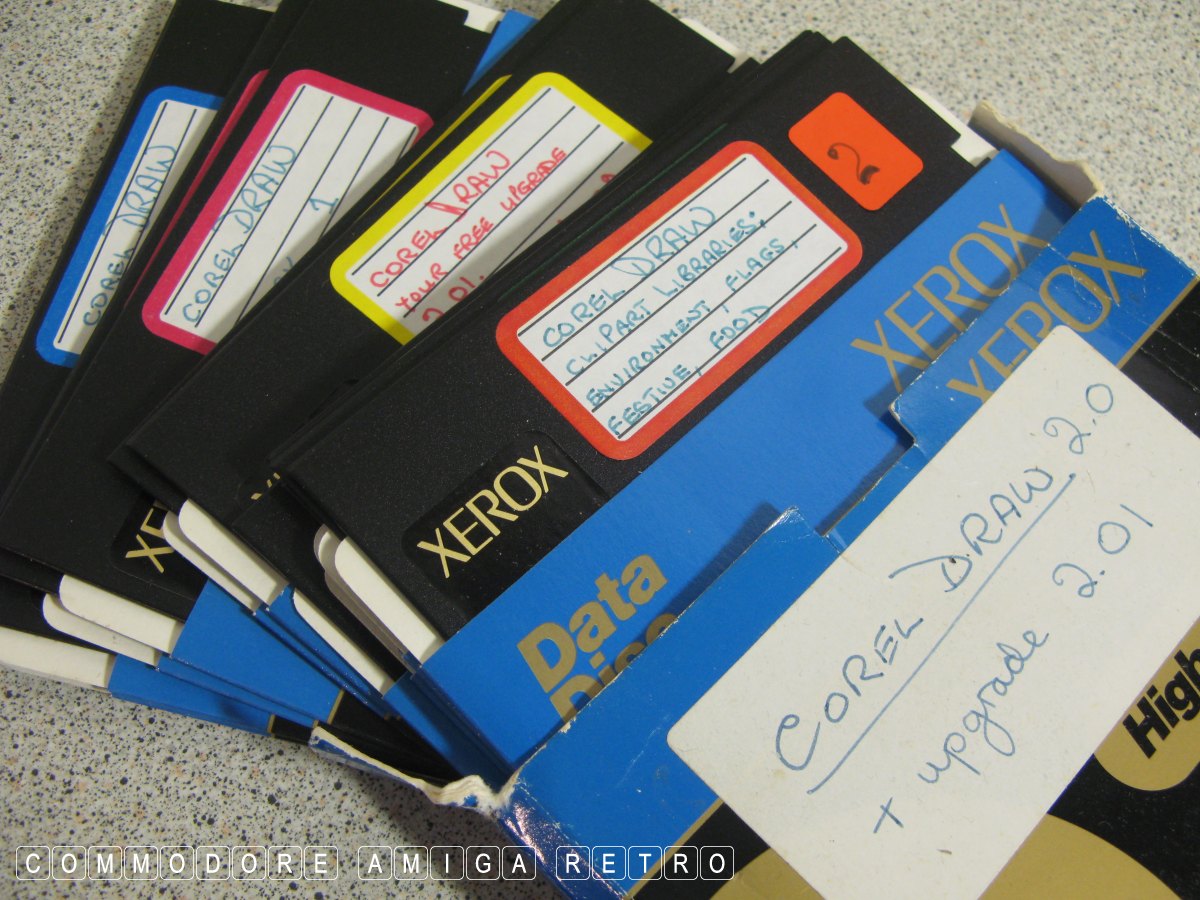 COREL DRAW
COREL DRAW
1
COREL DRAW
YOUR FREE UPGRADE
2.01.
2
COREL DRAW
CLIPART LIBRARIES:
ENVIRONMENT, FLAGS,
FESTIVE, FOOD
XEROX
XEROX
XEROX
Data
Disc
COREL DRAW 2.0
+ upgrade 2.01
High
COMMODORE AMIGA RETRO